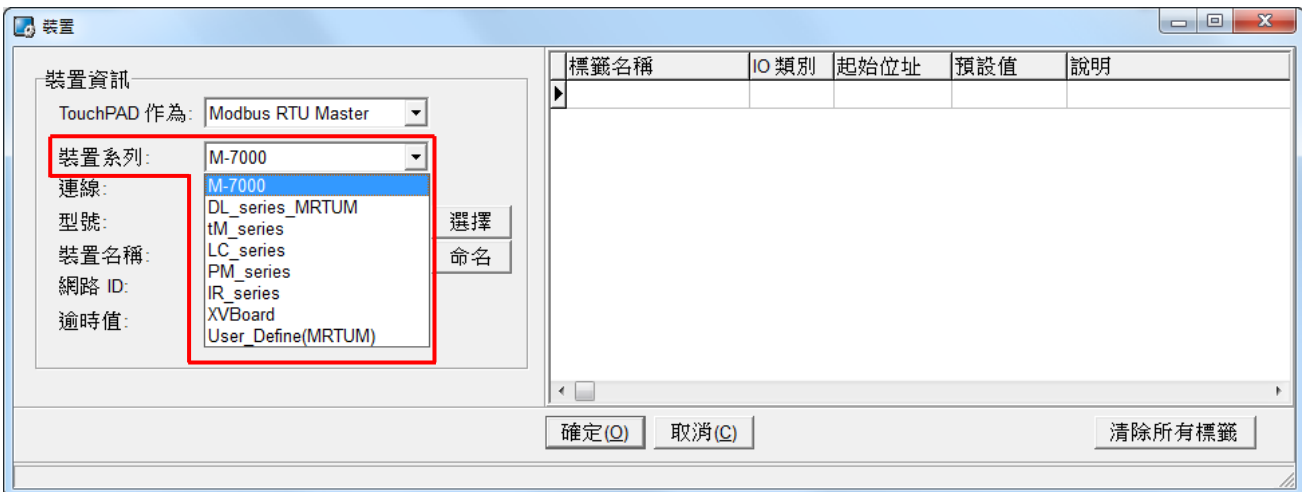 裝置
裝置資訊
TouchPAD 作為: Modbus RTU Master
裝置系列: M-7000
連線: M-7000
DL_series_MRTUM
型號: tM_series 選擇
LC_series
裝置名稱: PM_series 命名
網路 ID: IR_series
逾時值: XVBoard
User_Define(MRTUM)
標籤名稱 IO 類別 起始位址 預設值 說明
確定(O) 取消(C) 清除所有標籤